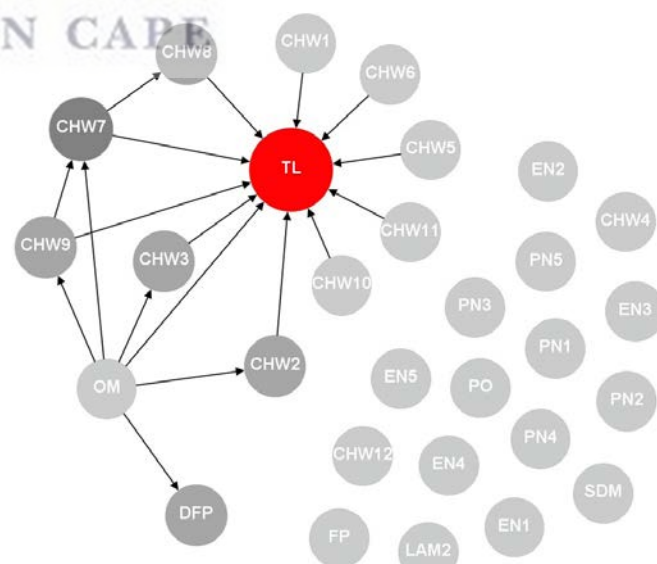 N CAPE
CHW8
CHW1
CHW6
CHW7
CHW5
TL
EN2
CHW4
CHW11
CHW9
CHW3
PN5
CHW10
PN3
EN3
PN1
CHW2
OM
EN5
PO
PN2
PN4
CHW12
EN4
SDM
DFP
EN1
FP
LAM2